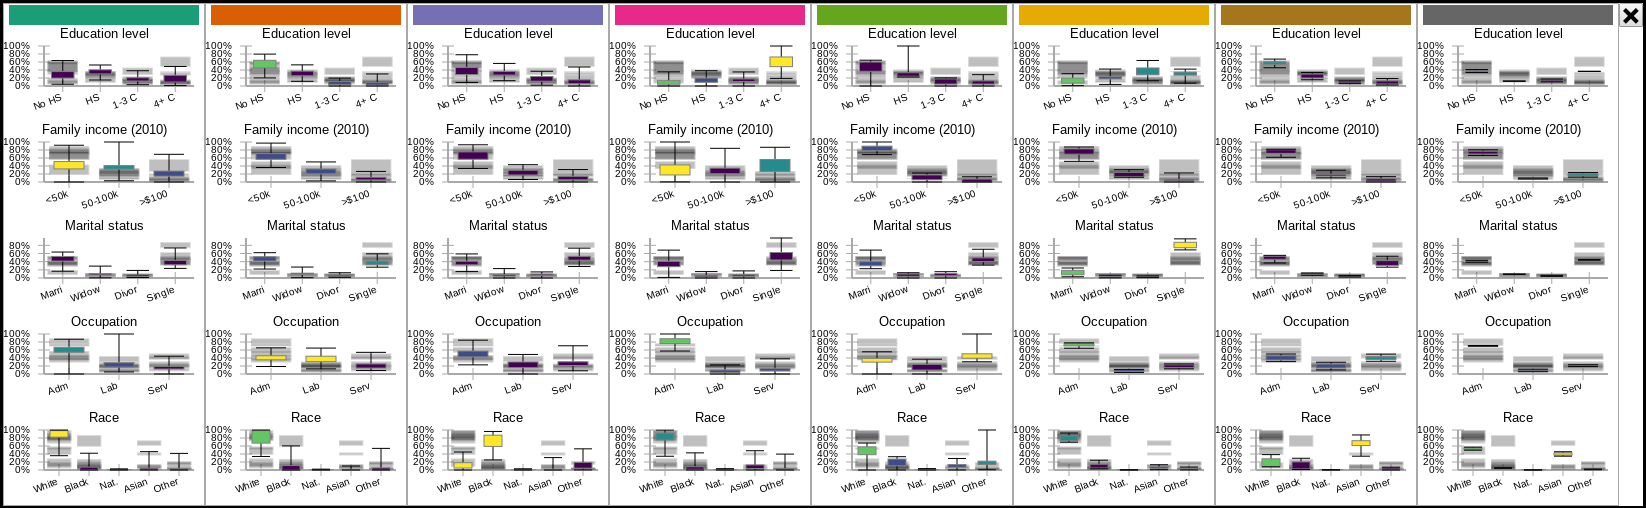 Education level Education level Education level Education level Education level Education level Education level Education level
100% 100% 100% 100% 100% 100% 100% 100%
80% 80% 80% 80% 80% 80% 80% 80%
60% 60% 60% 60% 60% 60% 60% 60%
40% 40% 40% 40% 40% 40% 40% 40%
20% 20% 20% 20% 20% 20% 20% 20%
0% 0% 0% 0% 0% 0% 0% 0%
No HS HS 1-3 C 4+ C No HS HS 1-3 C 4+ C No HS HS 1-3 C 4+ C No HS HS 1-3 C 4+ C No HS HS 1-3 C 4+ C No HS HS 1-3 C 4+ C No HS HS 1-3 C 4+ C No HS HS 1-3 C 4+ C
Family income (2010) Family income (2010) Family income (2010) Family income (2010) Family income (2010) Family income (2010) Family income (2010) Family income (2010)
100% 100% 100% 100% 100% 100% 100% 100%
80% 80% 80% 80% 80% 80% 80% 80%
60% 60% 60% 60% 60% 60% 60% 60%
40% 40% 40% 40% 40% 40% 40% 40%
20% 20% 20% 20% 20% 20% 20% 20%
0% 0% 0% 0% 0% 0% 0% 0%
<50k 50-100k >$100 <50k 50-100k >$100 <50k 50-100k >$100 <50k 50-100k >$100 <50k 50-100k >$100 <50k 50-100k >$100 <50k 50-100k >$100 <50k 50-100k >$100
Marital status Marital status Marital status Marital status Marital status Marital status Marital status Marital status
80% 80% 80% 80% 80% 80% 80% 80%
60% 60% 60% 60% 60% 60% 60% 60%
40% 40% 40% 40% 40% 40% 40% 40%
20% 20% 20% 20% 20% 20% 20% 20%
0% 0% 0% 0% 0% 0% 0% 0%
Marri Widow Divor Single Marri Widow Divor Single Marri Widow Divor Single Marri Widow Divor Single Marri Widow Divor Single Marri Widow Divor Single Marri Widow Divor Single Marri Widow Divor Single
Occupation Occupation Occupation Occupation Occupation Occupation Occupation Occupation
100% 100% 100% 100% 100% 100% 100% 100%
80% 80% 80% 80% 80% 80% 80% 80%
60% 60% 60% 60% 60% 60% 60% 60%
40% 40% 40% 40% 40% 40% 40% 40%
20% 20% 20% 20% 20% 20% 20% 20%
0% 0% 0% 0% 0% 0% 0% 0%
Adm Lab Serv Adm Lab Serv Adm Lab Serv Adm Lab Serv Adm Lab Serv Adm Lab Serv Adm Lab Serv Adm Lab Serv
Race Race Race Race Race Race Race Race
100% 100% 100% 100% 100% 100% 100% 100%
80% 80% 80% 80% 80% 80% 80% 80%
60% 60% 60% 60% 60% 60% 60% 60%
40% 40% 40% 40% 40% 40% 40% 40%
20% 20% 20% 20% 20% 20% 20% 20%
0% 0% 0% 0% 0% 0% 0% 0%
White Black Nat. Asian Other White Black Nat. Asian Other White Black Nat. Asian Other White Black Nat. Asian Other White Black Nat. Asian Other White Black Nat. Asian Other White Black Nat. Asian Other White Black Nat. Asian Other